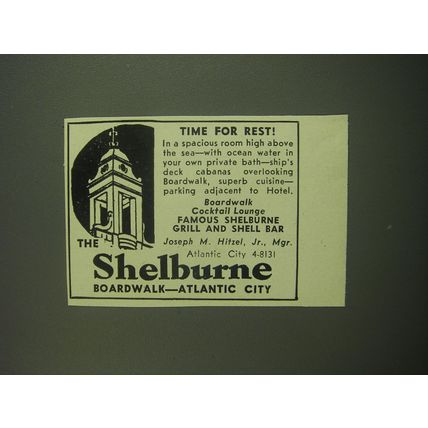 TIME FOR REST!
In a spacious room high above
the sea—with ocean water in
your own private bath—ship's
deck cabanas overlooking
Boardwalk, superb cuisine—
parking adjacent to Hotel.
Boardwalk
Cocktail Lounge
FAMOUS SHELBURNE
GRILL AND SHELL BAR
Joseph M. Hitzel, Jr., Mgr.
Atlantic City 4-8131
THE
Shelburne
BOARDWALK—ATLANTIC CITY